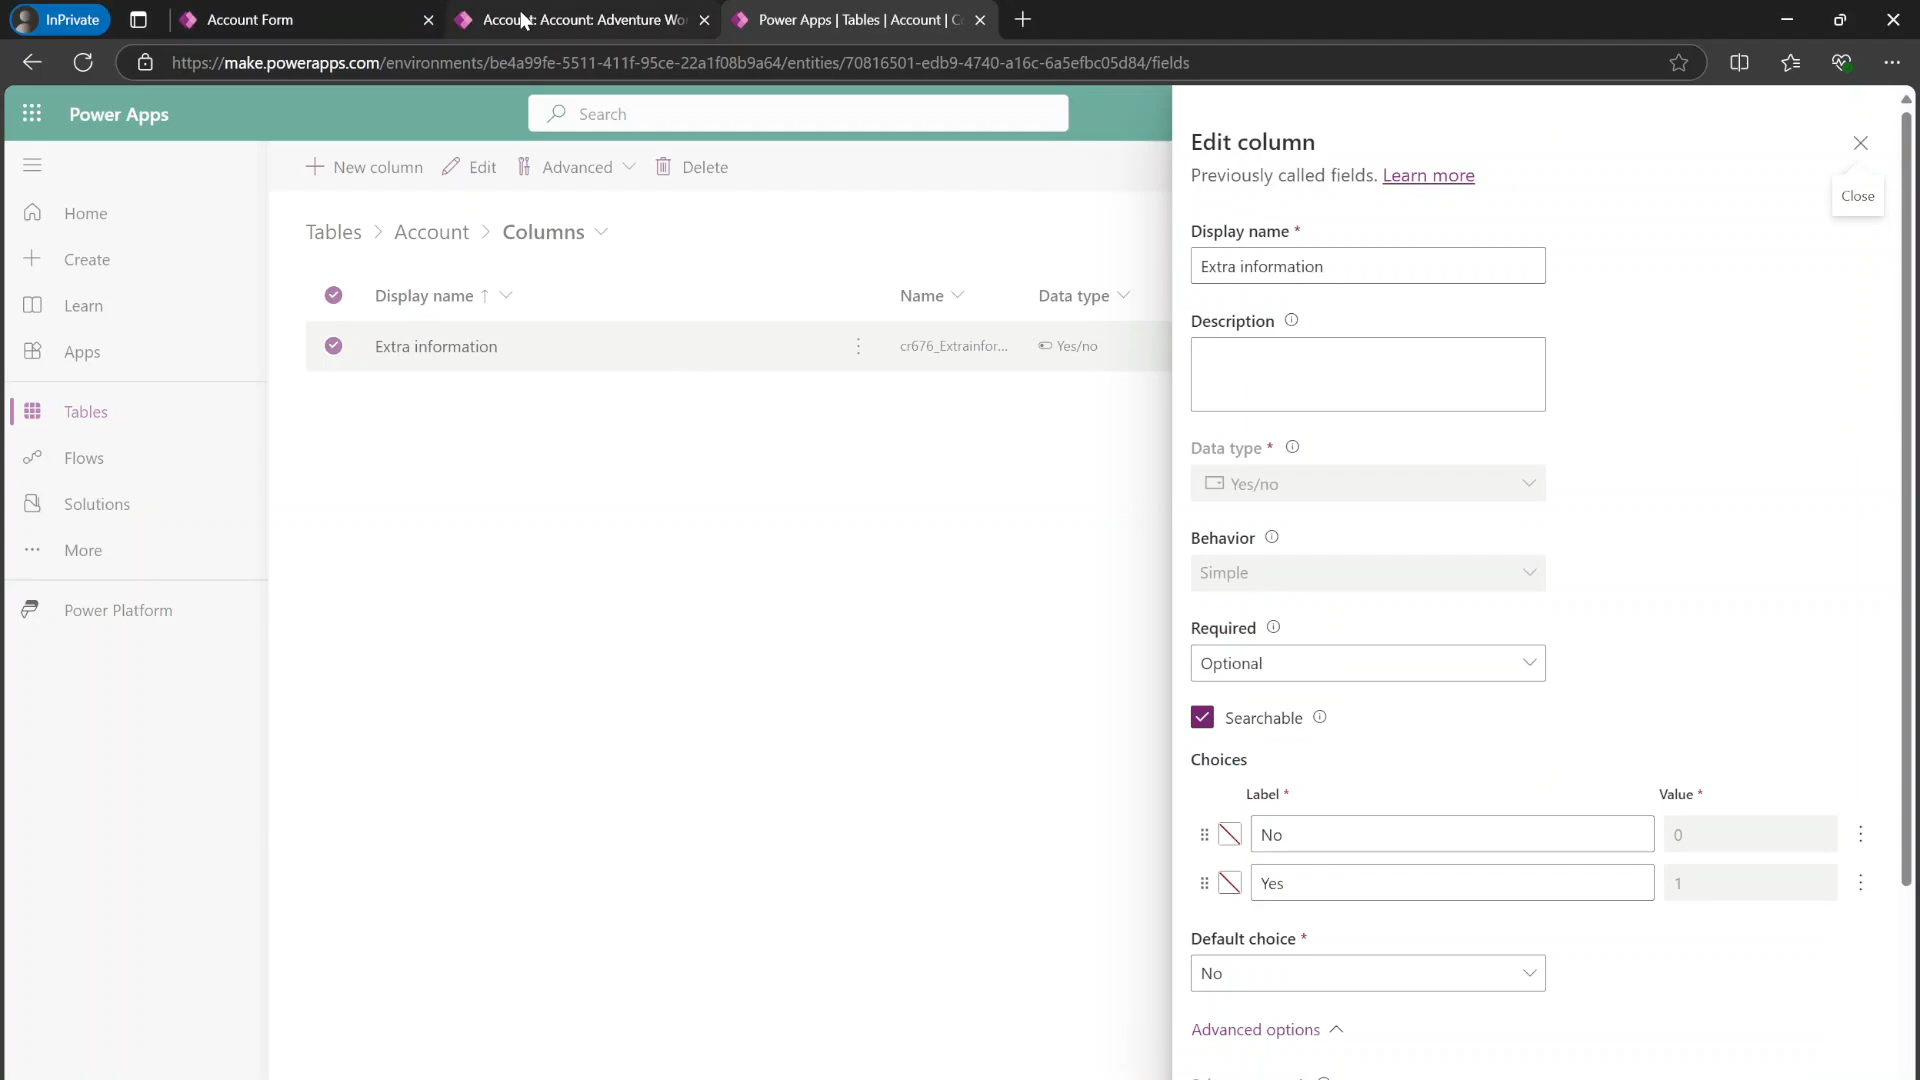 InPrivate
Account Form
Account: Account: Adventure Wo
Power Apps | Tables | Account | C
https://make.powerapps.com/environments/be4a99fe-5511-411f-95ce-22a1f08b9a64/entities/70816501-edb9-4740-a16c-6a5efbc05d84/fields
Power Apps
Search
Home
Create
Learn
Apps
Tables
Flows
Solutions
More
Power Platform
New column
Edit
Advanced
Delete
Tables > Account > Columns
Display name ↑
Name
Data type
Extra information
cr676_Extrainfor...
Yes/no
Edit column
Previously called fields. Learn more
Close
Display name *
Extra information
Description
Data type *
Yes/no
Behavior
Simple
Required
Optional
Searchable
Choices
Label *
Value *
No
0
Yes
1
Default choice *
No
Advanced options